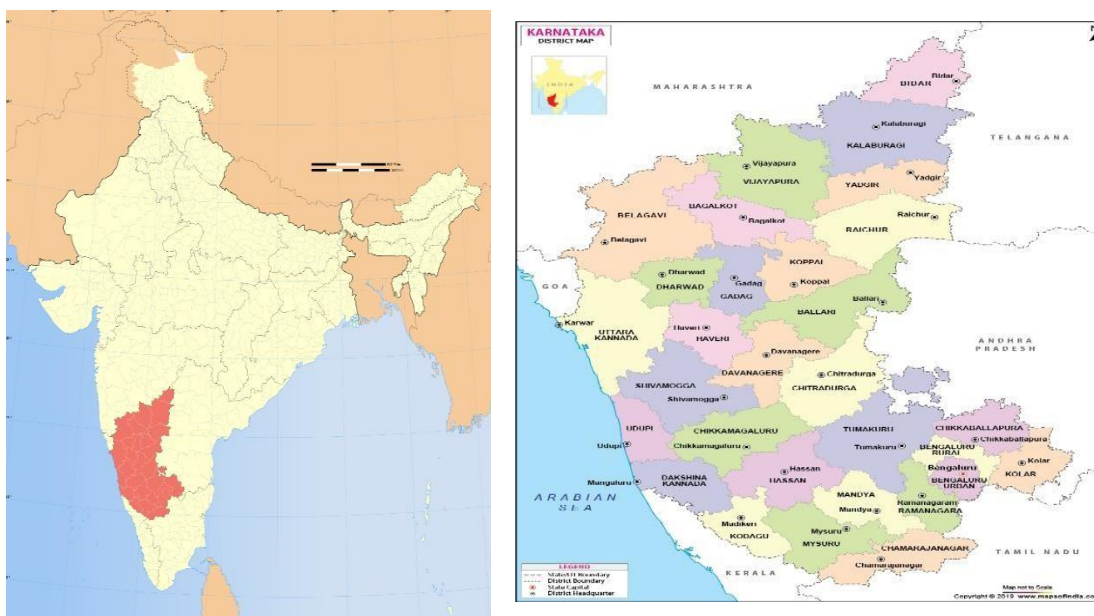 KARNATAKA
DISTRICT MAP
INDIA
MAHARASHTRA
Bidar
BIDAR
Kalaburagi
KALABURAGI
TELANGANA
Vijayapura
VIJAYAPURA
Yadgir
YADGIR
BAGALKOT
Bagalkot
BELAGAVI
Belagavi
Raichur
RAICHUR
KOPPAL
Koppal
Dharwad
DHARWAD
Gadag
GADAG
Ballari
BALLARI
GOA
Karwar
UTTARA
KANNADA
Haveri
HAVERI
Davanagere
DAVANAGERE
ANDHRA
PRADESH
Chitradurga
CHITRADURGA
SHIVAMOGGA
Shivamogga
UDUPI
Udupi
CHIKKAMAGALURU
Chikkamagaluru
TUMAKURU
Tumakuru
CHIKKABALLAPURA
Chikkaballapura
BENGALURU
RURAL
Bengaluru
BENGALURU
URBAN
Kolar
KOLAR
Mangaluru
DAKSHINA
KANNADA
Hassan
HASSAN
ARABIAN
SEA
MANDYA
Mandya
Ramanagaram
RAMANAGARA
Madikeri
KODAGU
Mysuru
MYSURU
CHAMARAJANAGAR
Chamarajanagar
TAMIL NADU
KERALA
LEGEND
State/UT Boundary
District Boundary
State Capital
District Headquarter
Map not to Scale
Copyright © 2019 www.mapsofindia.co